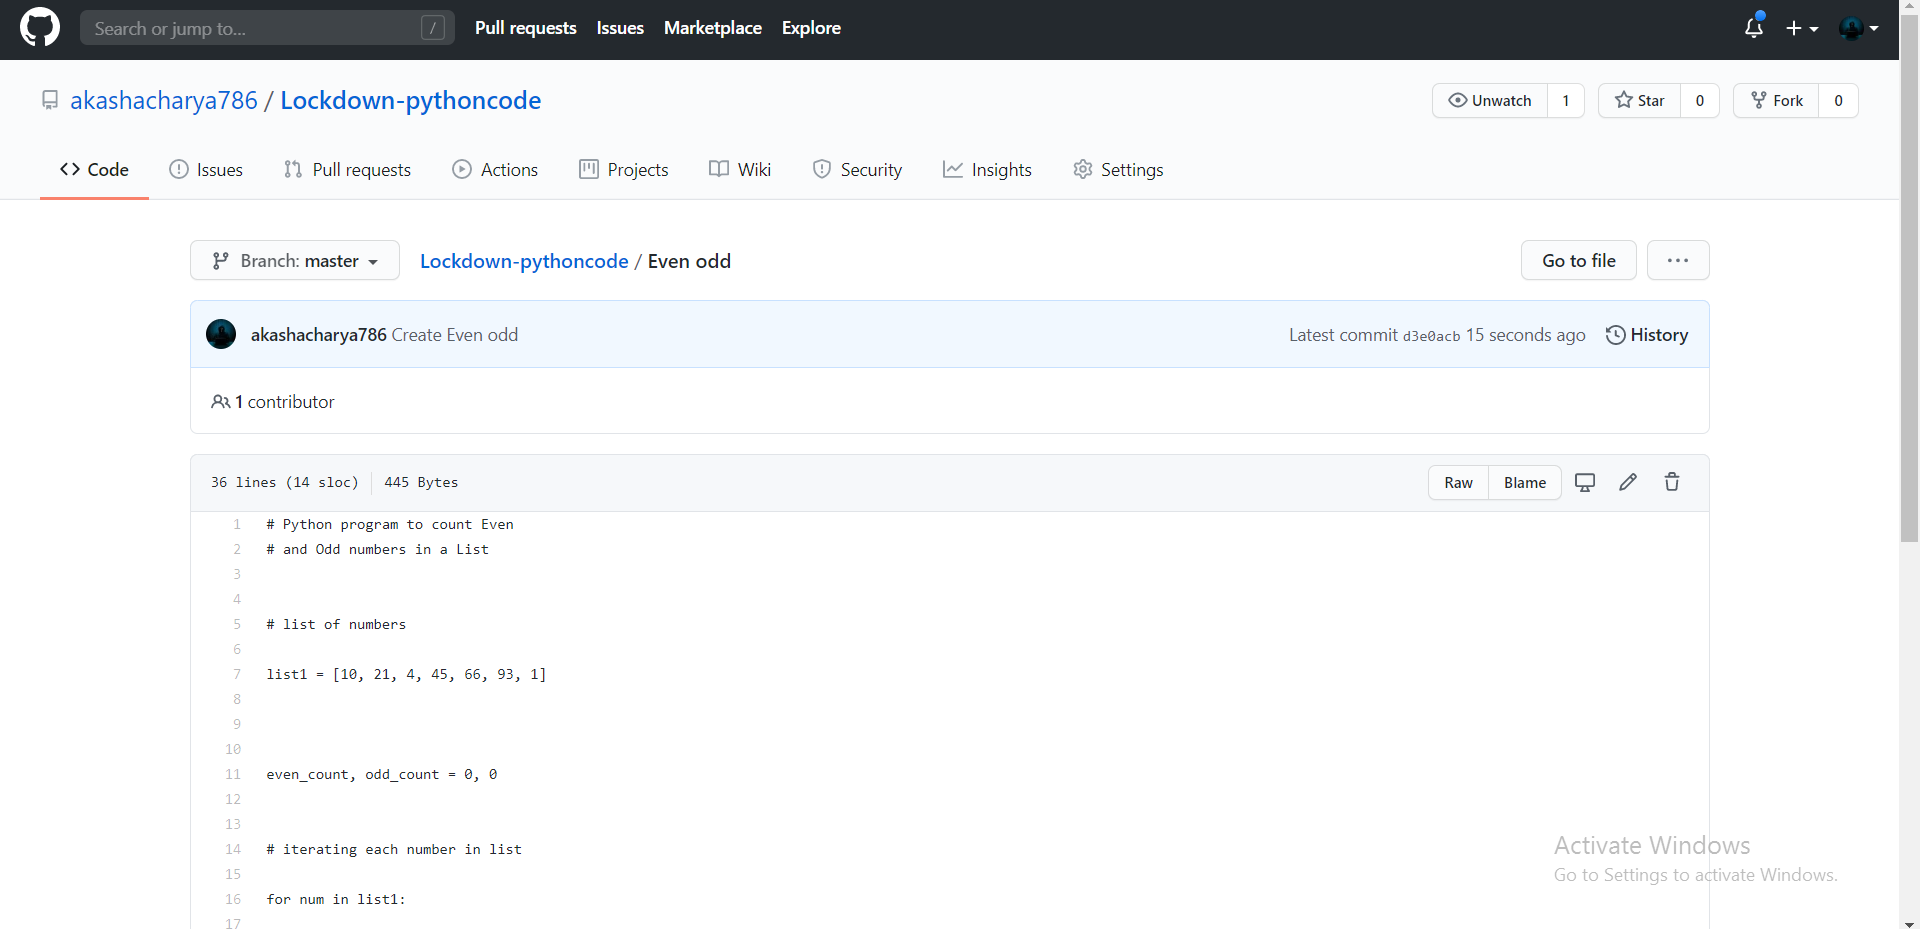 Search or jump to... /
Pull requests Issues Marketplace Explore
akashacharya786 / Lockdown-pythoncode
Unwatch 1 Star 0 Fork 0
Code Issues Pull requests Actions Projects Wiki Security Insights Settings
Branch: master Lockdown-pythoncode / Even odd Go to file ...
akashacharya786 Create Even odd Latest commit d3e0acb 15 seconds ago History
1 contributor
36 lines (14 sloc) 445 Bytes Raw Blame
1 # Python program to count Even
2 # and Odd numbers in a List
3
4
5 # list of numbers
6
7 list1 = [10, 21, 4, 45, 66, 93, 1]
8
9
10
11 even_count, odd_count = 0, 0
12
13
14 # iterating each number in list
15
16 for num in list1:
17
Activate Windows
Go to Settings to activate Windows.